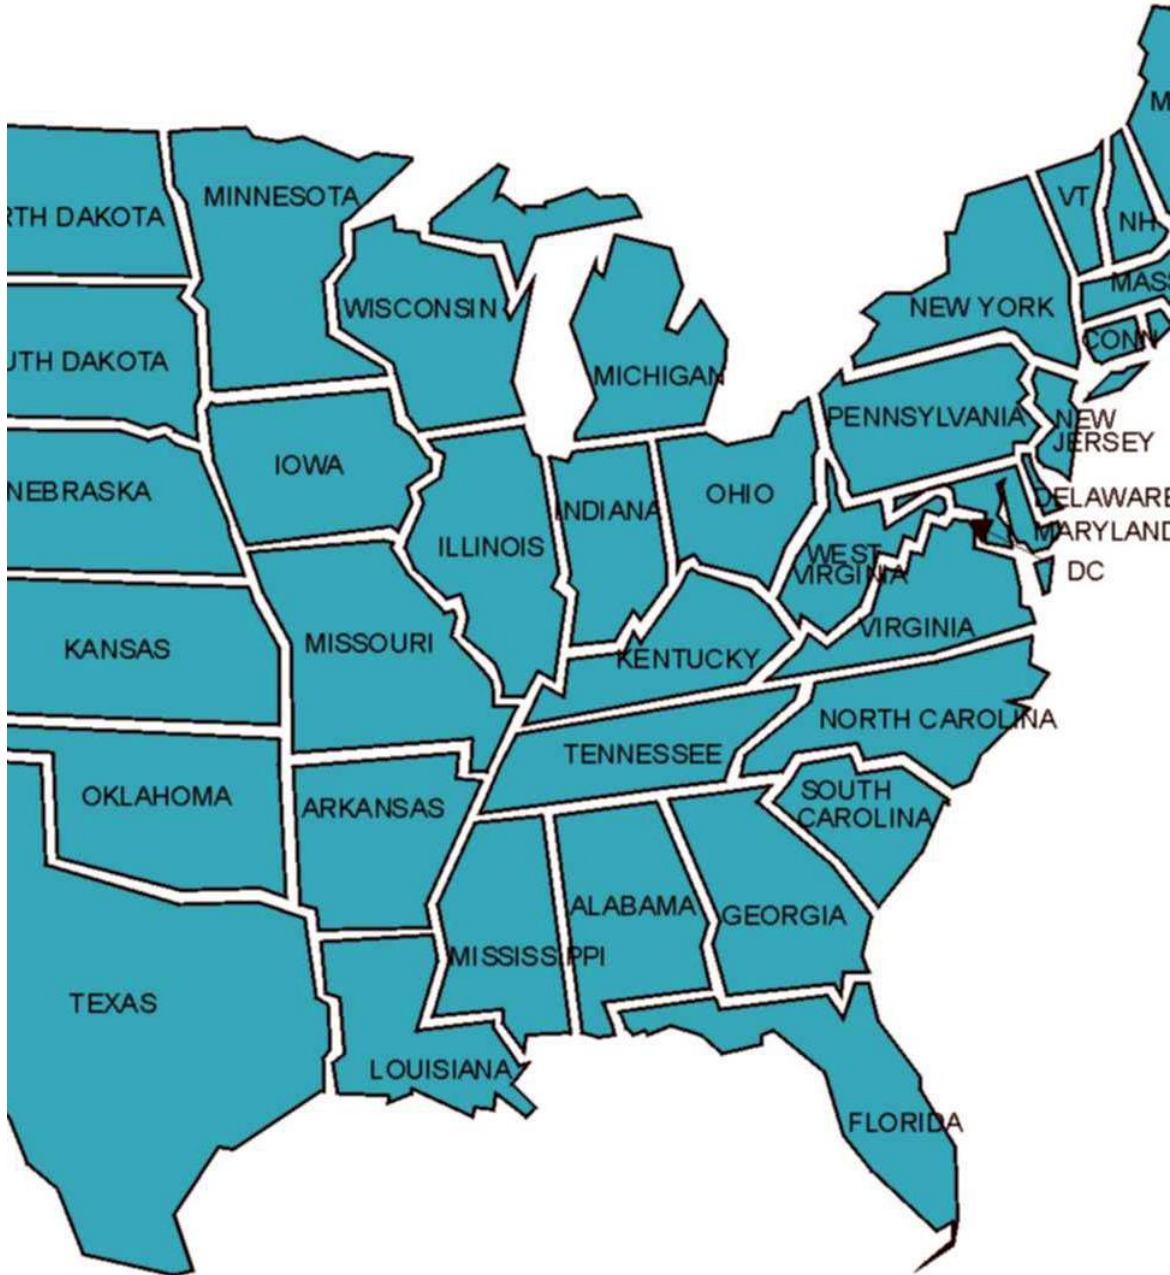 M
MINNESOTA
VT
RTH DAKOTA
NH
MASS
WISCONSIN
NEW YORK
CONN
UTH DAKOTA
MICHIGAN
PENNSYLVANIA
NEW
JERSEY
IOWA
NEBRASKA
OHIO
DELAWARE
INDIANA
MARYLAND
ILLINOIS
WEST
VIRGINIA
DC
VIRGINIA
MISSOURI
KANSAS
KENTUCKY
NORTH CAROLINA
TENNESSEE
OKLAHOMA
SOUTH
CAROLINA
ARKANSAS
ALABAMA
GEORGIA
MISSISSIPPI
TEXAS
LOUISIANA
FLORIDA